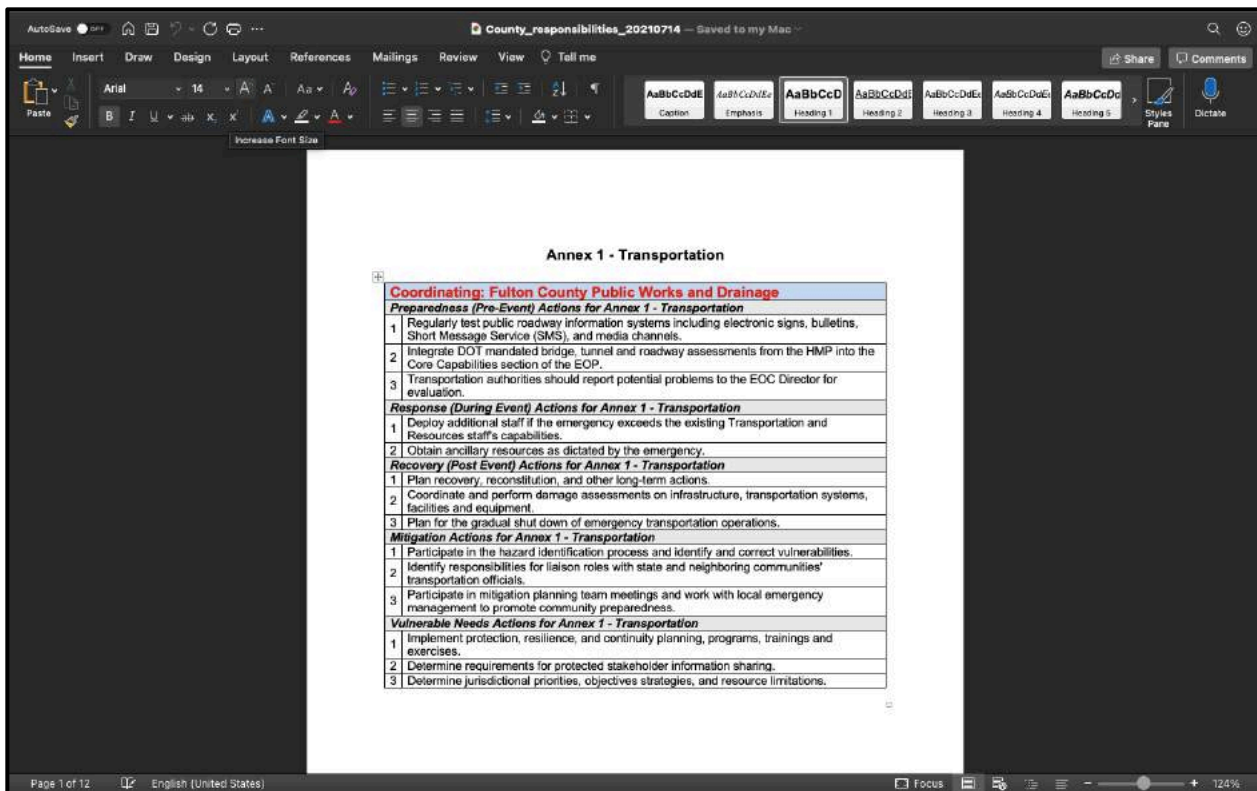 AutoSave OFF
County_responsibilities_20210714 — Saved to my Mac
Home Insert Draw Design Layout References Mailings Review View Tell me Share Comments
Paste Arial 14
Increase Font Size
AaBbCcDdE Caption
AaBbCcDdEe Emphasis
AaBbCcD Heading 1
AaBbCcDdE Heading 2
AaBbCcDdEe Heading 3
AaBbCcDdEe Heading 4
AaBbCcDd Heading 5
Styles Pane
Dictate
Annex 1 - Transportation
Coordinating: Fulton County Public Works and Drainage
Preparedness (Pre-Event) Actions for Annex 1 - Transportation
1 Regularly test public roadway information systems including electronic signs, bulletins,
Short Message Service (SMS), and media channels.
2 Integrate DOT mandated bridge, tunnel and roadway assessments from the HMP into the
Core Capabilities section of the EOP.
3 Transportation authorities should report potential problems to the EOC Director for
evaluation.
Response (During Event) Actions for Annex 1 - Transportation
1 Deploy additional staff if the emergency exceeds the existing Transportation and
Resources staff's capabilities.
2 Obtain ancillary resources as dictated by the emergency.
Recovery (Post Event) Actions for Annex 1 - Transportation
1 Plan recovery, reconstitution, and other long-term actions.
2 Coordinate and perform damage assessments on infrastructure, transportation systems,
facilities and equipment.
3 Plan for the gradual shut down of emergency transportation operations.
Mitigation Actions for Annex 1 - Transportation
1 Participate in the hazard identification process and identify and correct vulnerabilities.
2 Identify responsibilities for liaison roles with state and neighboring communities'
transportation officials.
3 Participate in mitigation planning team meetings and work with local emergency
management to promote community preparedness.
Vulnerable Needs Actions for Annex 1 - Transportation
1 Implement protection, resilience, and continuity planning, programs, trainings and
exercises.
2 Determine requirements for protected stakeholder information sharing.
3 Determine jurisdictional priorities, objectives strategies, and resource limitations.
Page 1 of 12 English (United States) Focus 124%